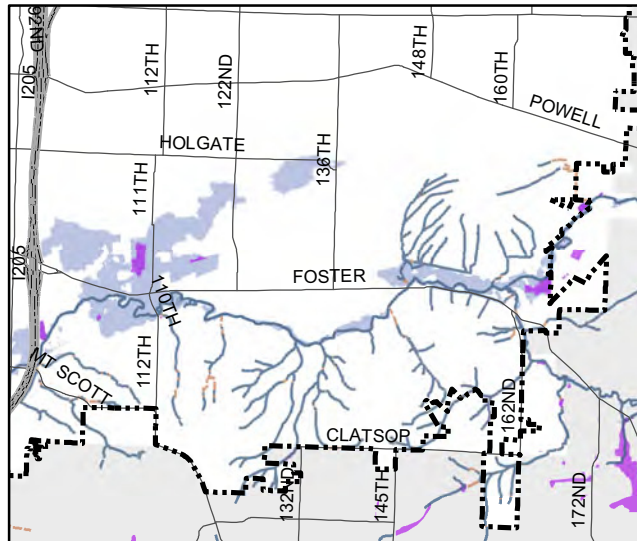 92ND
I205
112TH
122ND
148TH
160TH
POWELL
HOLGATE
136TH
111TH
I205
FOSTER
110TH
MT SCOTT
112TH
162ND
CLATSOP
132ND
145TH
172ND